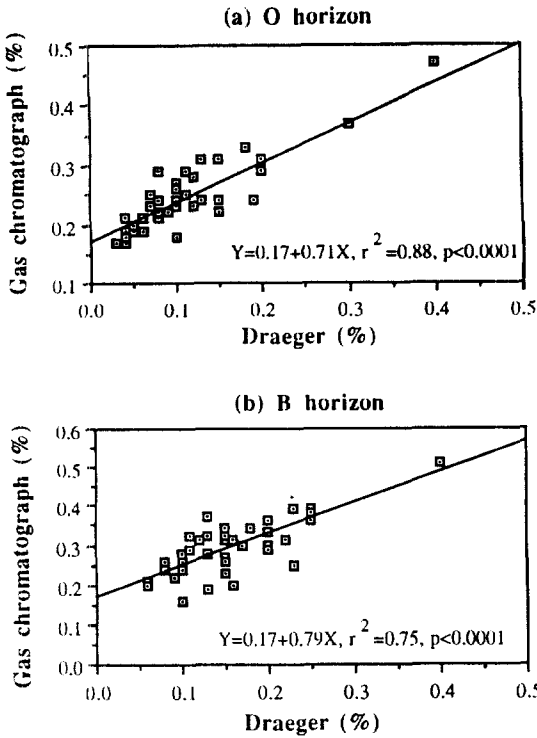 (a) O horizon
Gas chromatograph (%)
0.5
0.4
0.3
0.2
0.1
Y=0.17+0.71X, r 2 =0.88, p<0.0001
0.0 0.1 0.2 0.3 0.4 0.5
Draeger (%)
(b) B horizon
Gas chromatograph (%)
0.6
0.5
0.4
0.3
0.2
0.1
0.0
Y=0.17+0.79X, r 2 =0.75, p<0.0001
0.0 0.1 0.2 0.3 0.4 0.5
Draeger (%)